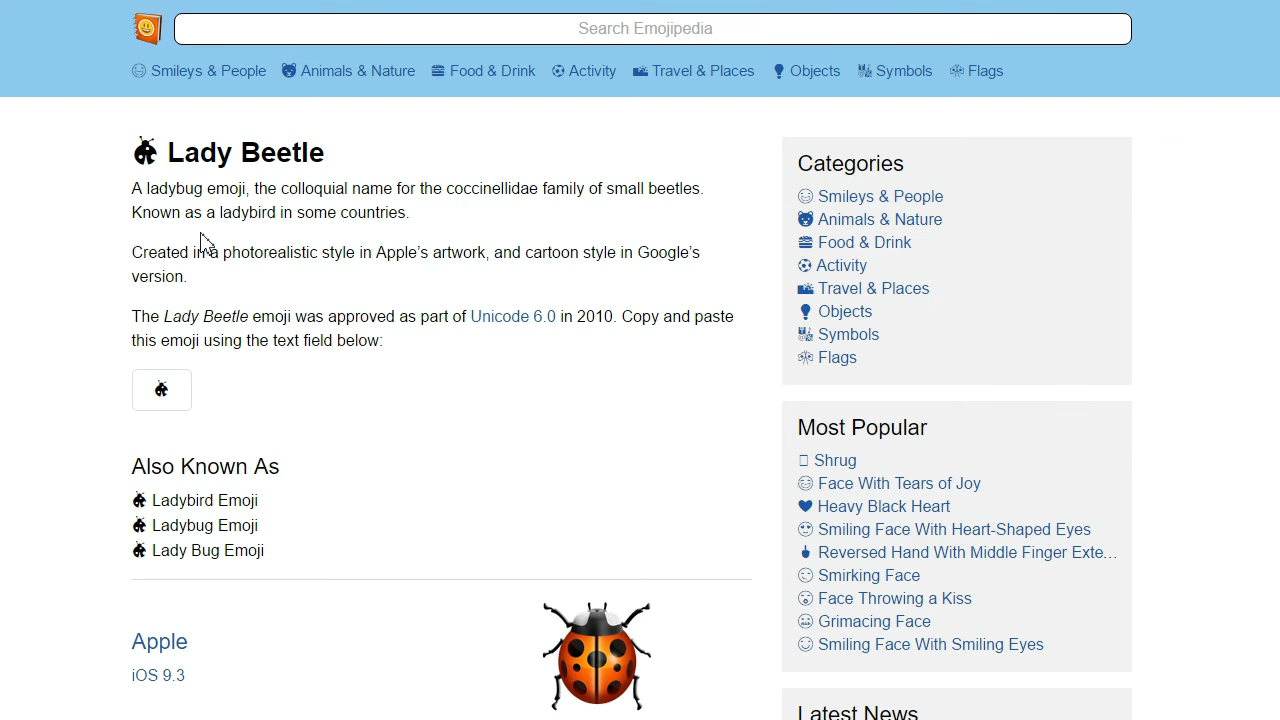 Search Emojipedia
Smileys & People Animals & Nature Food & Drink Activity Travel & Places Objects Symbols Flags
Lady Beetle
A ladybug emoji, the colloquial name for the coccinellidae family of small beetles.
Known as a ladybird in some countries.
Created in a photorealistic style in Apple's artwork, and cartoon style in Google's
version.
The Lady Beetle emoji was approved as part of Unicode 6.0 in 2010. Copy and paste
this emoji using the text field below:
Also Known As
Ladybird Emoji
Ladybug Emoji
Lady Bug Emoji
Apple
iOS 9.3
Categories
Smileys & People
Animals & Nature
Food & Drink
Activity
Travel & Places
Objects
Symbols
Flags
Most Popular
Shrug
Face With Tears of Joy
Heavy Black Heart
Smiling Face With Heart-Shaped Eyes
Reversed Hand With Middle Finger Exte...
Smirking Face
Face Throwing a Kiss
Grimacing Face
Smiling Face With Smiling Eyes
Latest News